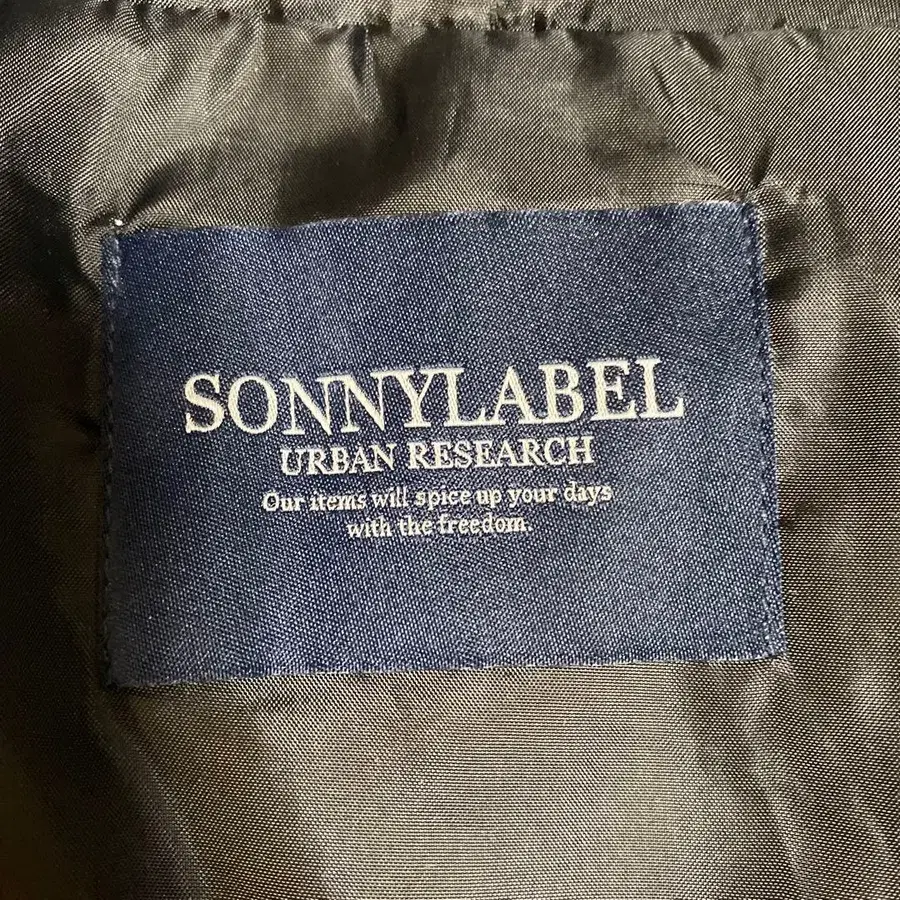 SONNYLABEL
URBAN RESEARCH
Our items will spice up your days
with the freedom.